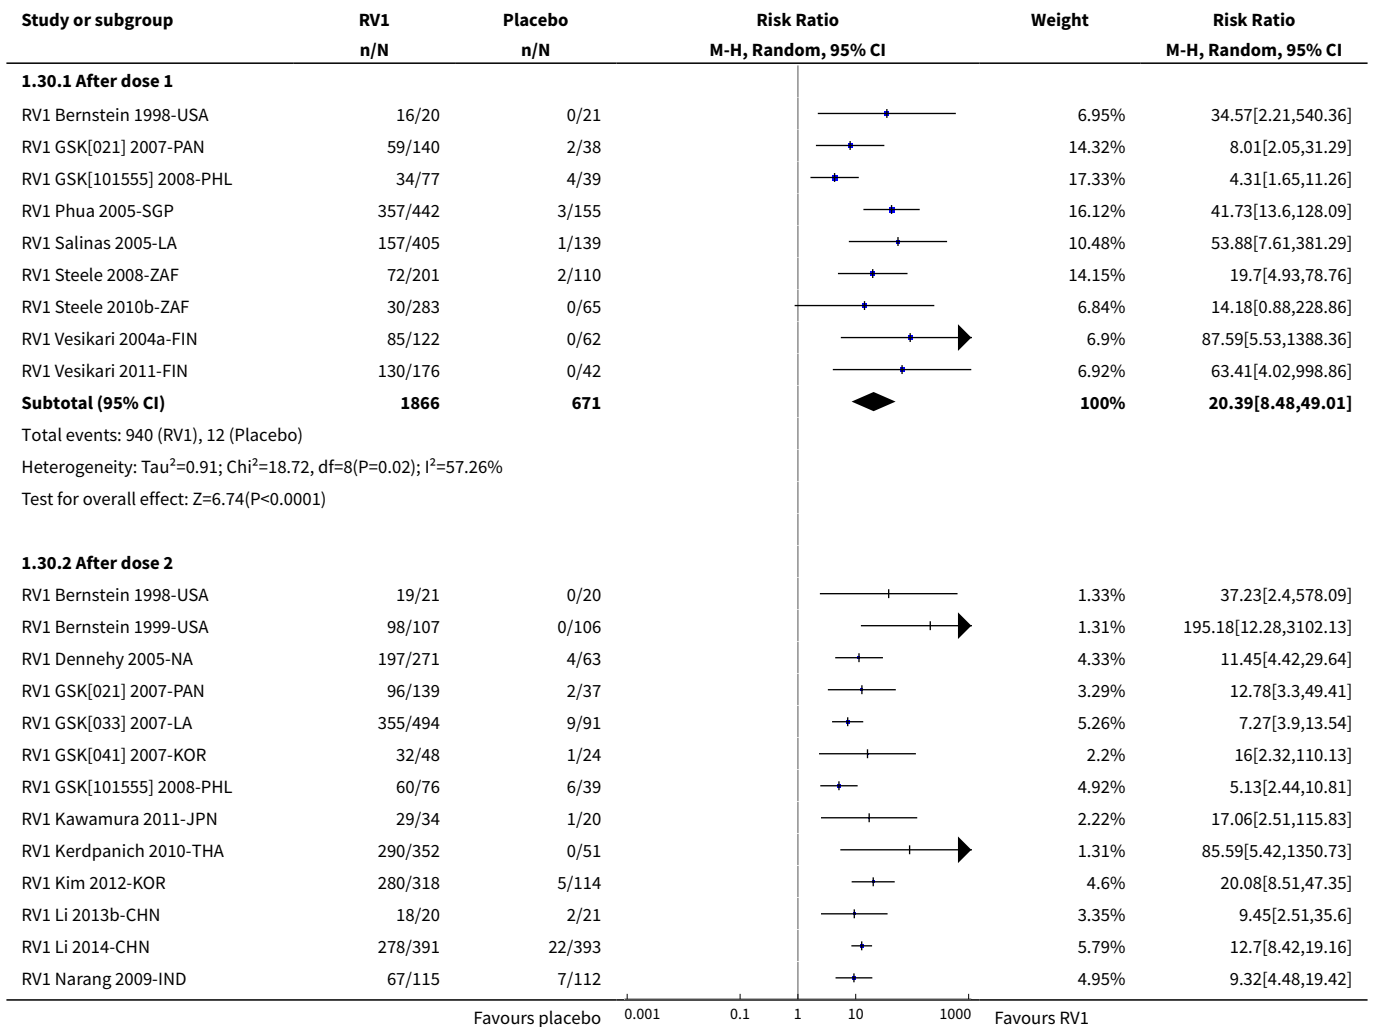 Study or subgroup RV1 Placebo Risk Ratio Weight Risk Ratio
n/N n/N M-H, Random, 95% CI M-H, Random, 95% CI
1.30.1 After dose 1
RV1 Bernstein 1998-USA 16/20 0/21 6.95% 34.57[2.21,540.36]
RV1 GSK[021] 2007-PAN 59/140 2/38 14.32% 8.01[2.05,31.29]
RV1 GSK[101555] 2008-PHL 34/77 4/39 17.33% 4.31[1.65,11.26]
RV1 Phua 2005-SGP 357/442 3/155 16.12% 41.73[13.6,128.09]
RV1 Salinas 2005-LA 157/405 1/139 10.48% 53.88[7.61,381.29]
RV1 Steele 2008-ZAF 72/201 2/110 14.15% 19.7[4.93,78.76]
RV1 Steele 2010b-ZAF 30/283 0/65 6.84% 14.18[0.88,228.86]
RV1 Vesikari 2004a-FIN 85/122 0/62 6.9% 87.59[5.53,1388.36]
RV1 Vesikari 2011-FIN 130/176 0/42 6.92% 63.41[4.02,998.86]
Subtotal (95% CI) 1866 671 100% 20.39[8.48,49.01]
Total events: 940 (RV1), 12 (Placebo)
Heterogeneity: Tau²=0.91; Chi²=18.72, df=8(P=0.02); I²=57.26%
Test for overall effect: Z=6.74(P<0.0001)
1.30.2 After dose 2
RV1 Bernstein 1998-USA 19/21 0/20 1.33% 37.23[2.4,578.09]
RV1 Bernstein 1999-USA 98/107 0/106 1.31% 195.18[12.28,3102.13]
RV1 Dennehy 2005-NA 197/271 4/63 4.33% 11.45[4.42,29.64]
RV1 GSK[021] 2007-PAN 96/139 2/37 3.29% 12.78[3.3,49.41]
RV1 GSK[033] 2007-LA 355/494 9/91 5.26% 7.27[3.9,13.54]
RV1 GSK[041] 2007-KOR 32/48 1/24 2.2% 16[2.32,110.13]
RV1 GSK[101555] 2008-PHL 60/76 6/39 4.92% 5.13[2.44,10.81]
RV1 Kawamura 2011-JPN 29/34 1/20 2.22% 17.06[2.51,115.83]
RV1 Kerdpanich 2010-THA 290/352 0/51 1.31% 85.59[5.42,1350.73]
RV1 Kim 2012-KOR 280/318 5/114 4.6% 20.08[8.51,47.35]
RV1 Li 2013b-CHN 18/20 2/21 3.35% 9.45[2.51,35.6]
RV1 Li 2014-CHN 278/391 22/393 5.79% 12.7[8.42,19.16]
RV1 Narang 2009-IND 67/115 7/112 4.95% 9.32[4.48,19.42]
Favours placebo 0.001 0.1 1 10 1000 Favours RV1